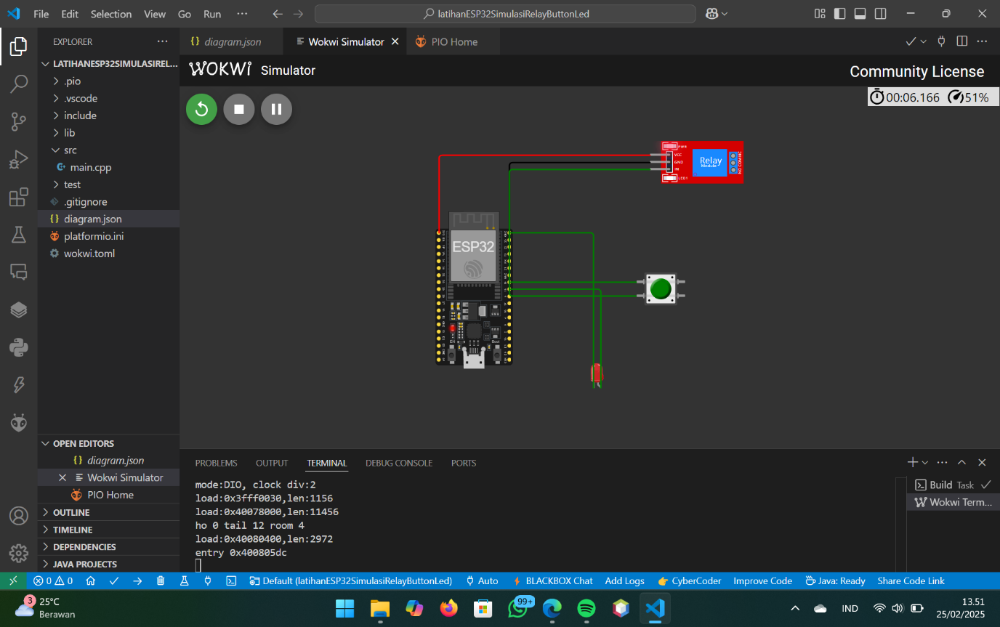 File Edit Selection View Go Run ···
latihanESP32SimulasiRelayButtonLed
EXPLORER ···
{} diagram.json
Wokwi Simulator
PIO Home
LATIHANESP32SIMULASIREL...
.pio
.vscode
include
lib
src
main.cpp
test
.gitignore
{} diagram.json
platformio.ini
wokwi.toml
WOKWI Simulator
Community License
00:06.166 51%
PWR
VCC
GND
IN
LED1
Relay
Module
NO COM NC
ESP32
EN
Boot
OPEN EDITORS
{} diagram.json
Wokwi Simulator
PIO Home
OUTLINE
TIMELINE
DEPENDENCIES
JAVA PROJECTS
PROBLEMS OUTPUT TERMINAL DEBUG CONSOLE PORTS
mode:DIO, clock div:2
load:0x3fff0030,len:1156
load:0x40078000,len:11456
ho 0 tail 12 room 4
load:0x40080400,len:2972
entry 0x400805dc
Build Task
Wokwi Term...
0 0 Default (latihanESP32SimulasiRelayButtonLed) Auto BLACKBOX Chat Add Logs CyberCoder Improve Code Java: Ready Share Code Link
3
25°C
Berawan
99+
IND
13.51
25/02/2025